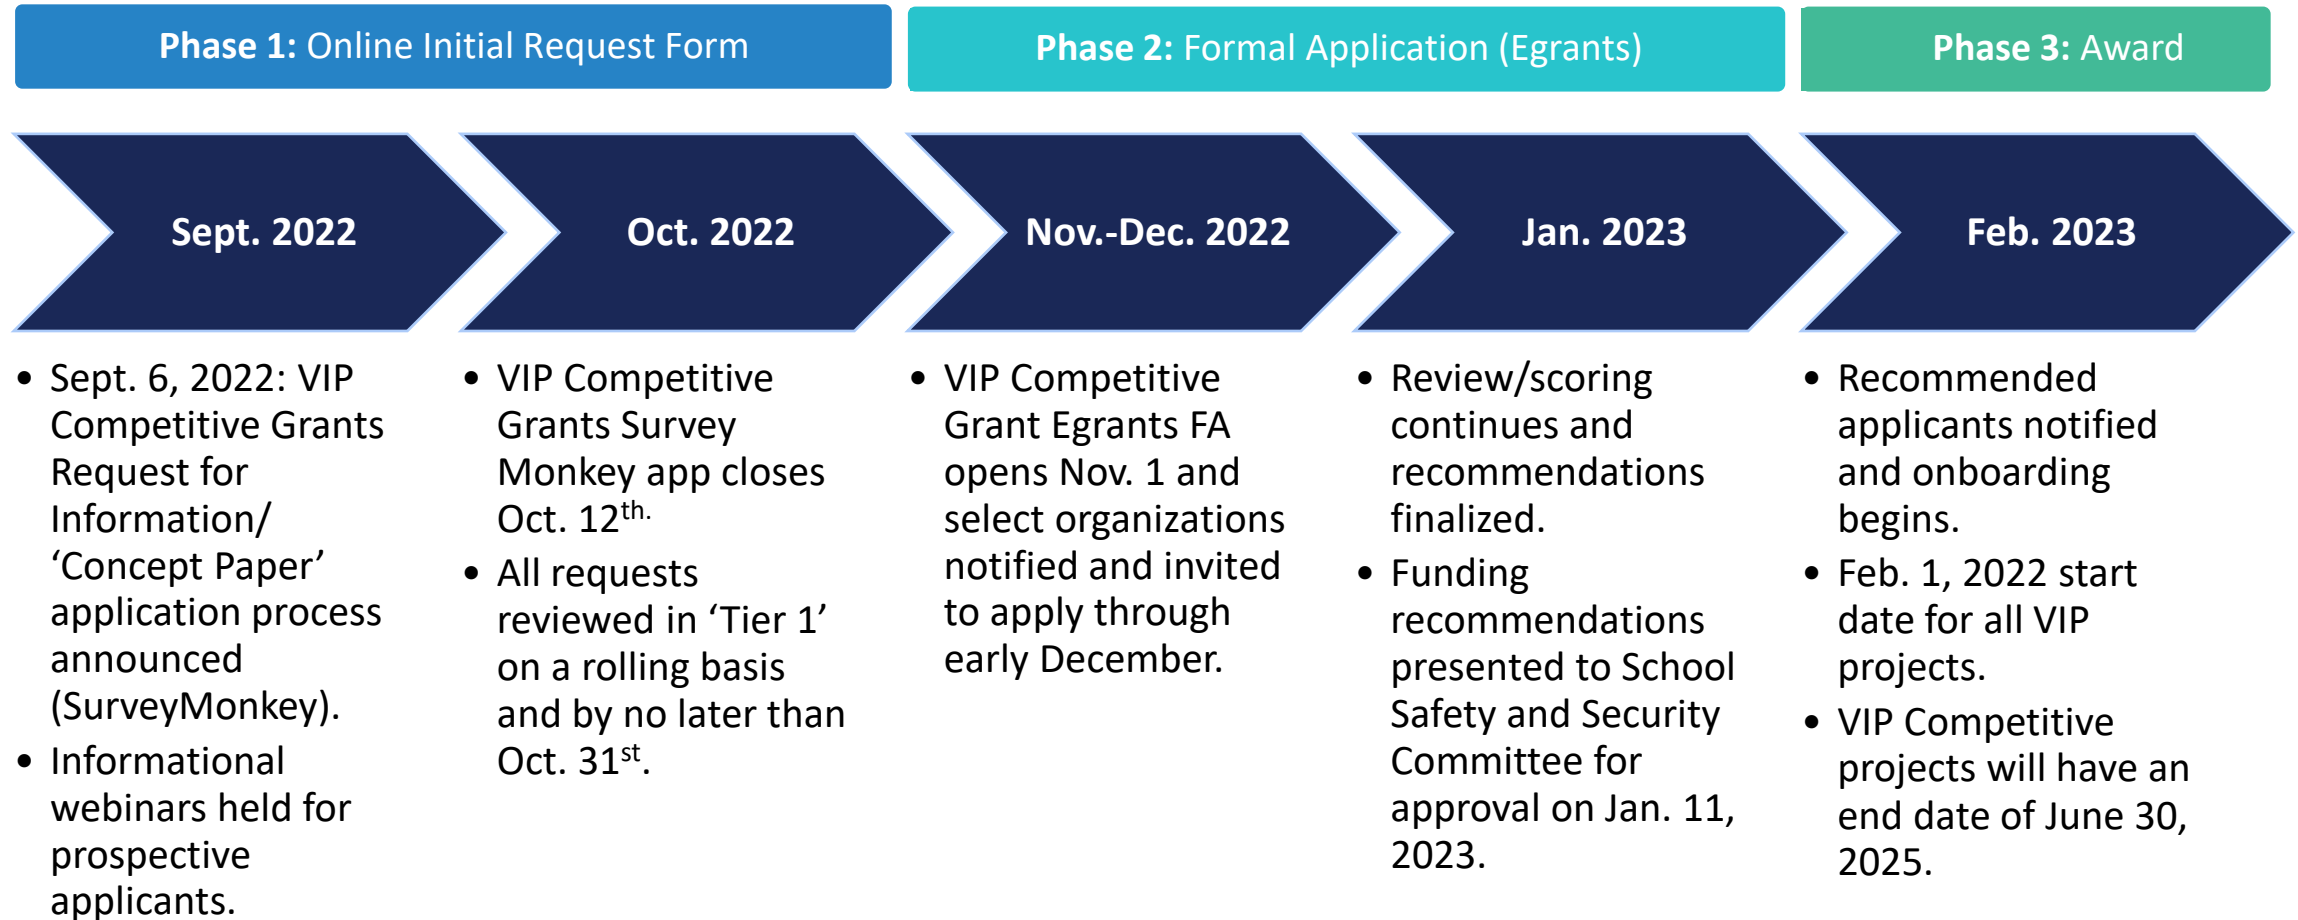 Phase 1: Online Initial Request Form
Phase 2: Formal Application (Egrants)
Phase 3: Award
Sept. 2022
Oct. 2022
Nov.-Dec. 2022
Jan. 2023
Feb. 2023
• Sept. 6, 2022: VIP
Competitive Grants
Request for
Information/
‘Concept Paper’
application process
announced
(SurveyMonkey).
• Informational
webinars held for
prospective
applicants.
• VIP Competitive
Grants Survey
Monkey app closes
Oct. 12th.
• All requests
reviewed in ‘Tier 1’
on a rolling basis
and by no later than
Oct. 31st.
• VIP Competitive
Grant Egrants FA
opens Nov. 1 and
select organizations
notified and invited
to apply through
early December.
• Review/scoring
continues and
recommendations
finalized.
• Funding
recommendations
presented to School
Safety and Security
Committee for
approval on Jan. 11,
2023.
• Recommended
applicants notified
and onboarding
begins.
• Feb. 1, 2022 start
date for all VIP
projects.
• VIP Competitive
projects will have an
end date of June 30,
2025.